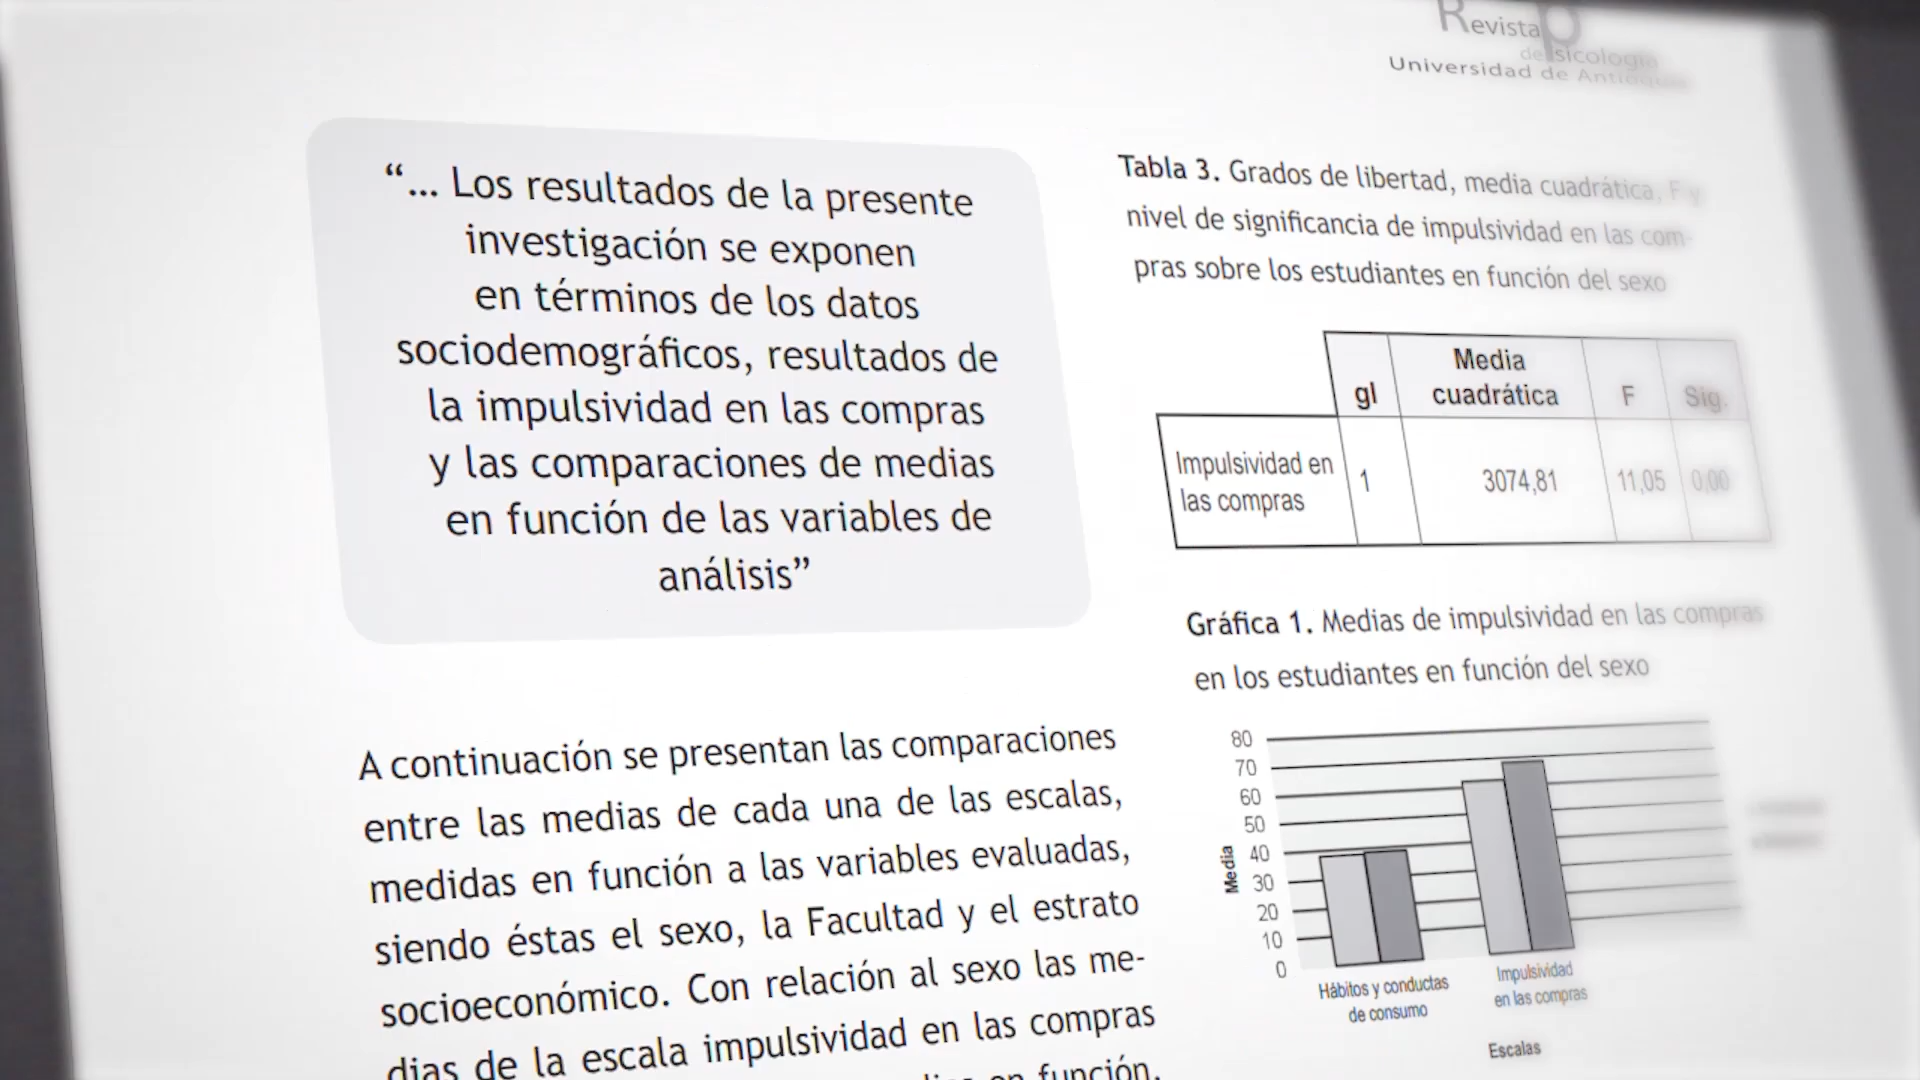 Revista
de psicología
Universidad de Antioquia
“... Los resultados de la presente
investigación se exponen
en términos de los datos
sociodemográficos, resultados de
la impulsividad en las compras
y las comparaciones de medias
en función de las variables de
análisis”
A continuación se presentan las comparaciones
entre las medias de cada una de las escalas,
medidas en función a las variables evaluadas,
siendo éstas el sexo, la Facultad y el estrato
socioeconómico. Con relación al sexo las me-
dias de la escala impulsividad en las compras
en función,
Tabla 3. Grados de libertad, media cuadrática, F y
nivel de significancia de impulsividad en las com-
pras sobre los estudiantes en función del sexo
gl Media cuadrática F Sig.
Impulsividad en las compras 1 3074,81 11,05 0,00
Gráfica 1. Medias de impulsividad en las compras
en los estudiantes en función del sexo
80
70
60
50
40
30
20
10
0
Media
Hábitos y conductas
de consumo
Impulsividad
en las compras
Escalas